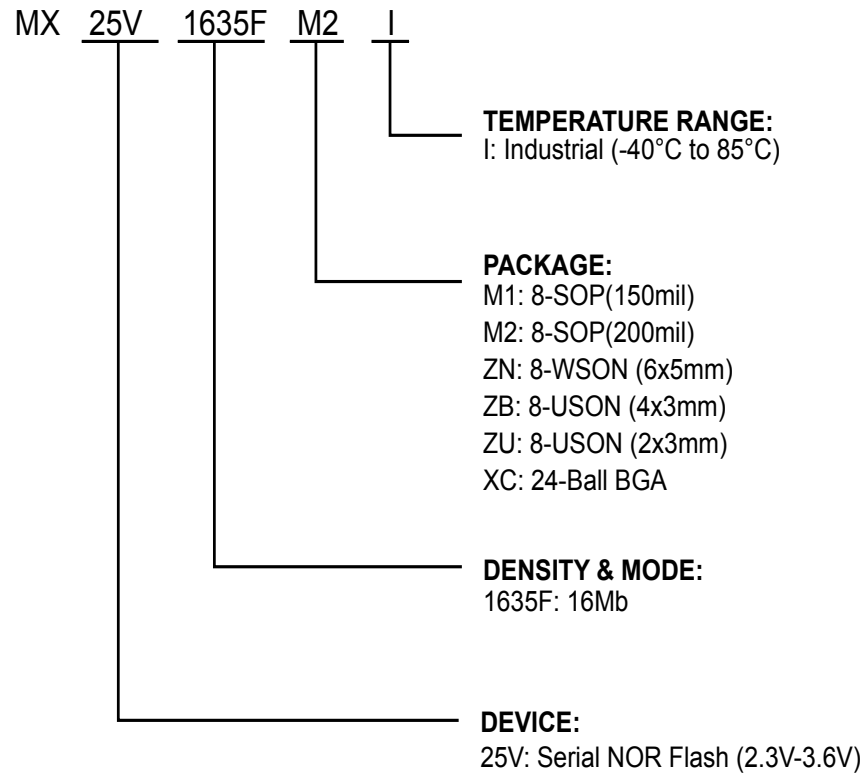 MX 25V 1635F M2 I
TEMPERATURE RANGE:
I: Industrial (-40°C to 85°C)
PACKAGE:
M1: 8-SOP(150mil)
M2: 8-SOP(200mil)
ZN: 8-WSON (6x5mm)
ZB: 8-USON (4x3mm)
ZU: 8-USON (2x3mm)
XC: 24-Ball BGA
DENSITY & MODE:
1635F: 16Mb
DEVICE:
25V: Serial NOR Flash (2.3V-3.6V)